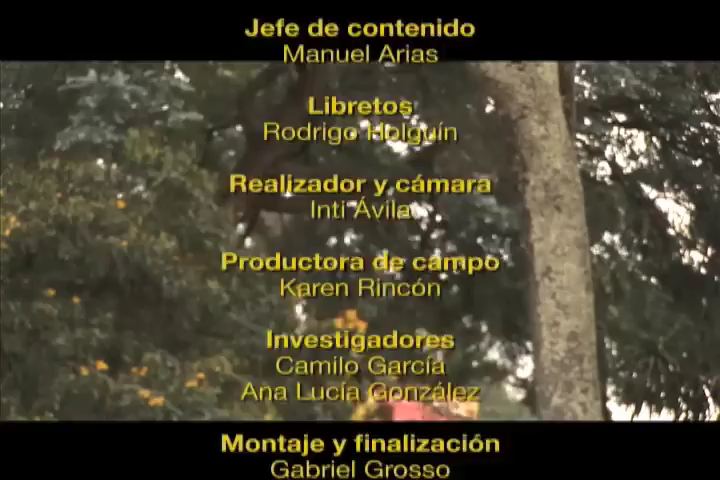 Jefe de contenido
Manuel Arias
Libretos
Rodrigo Holguín
Realizador y cámara
Inti Ávila
Productora de campo
Karen Rincón
Investigadores
Camilo García
Ana Lucía González
Montaje y finalización
Gabriel Grosso